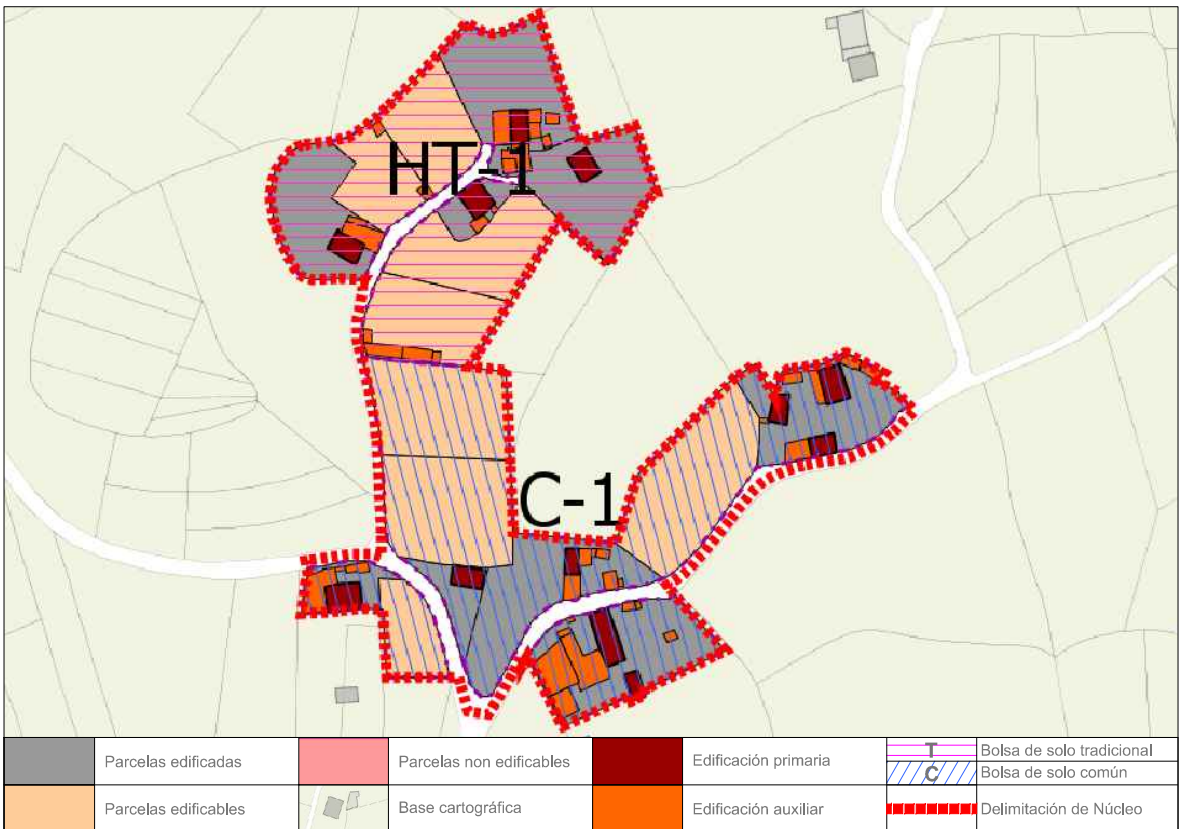 HT-1
C-1
Parcelas edificadas
Parcelas non edificables
Edificación primaria
T
Bolsa de solo tradicional
C
Bolsa de solo común
Parcelas edificables
Base cartográfica
Edificación auxiliar
Delimitación de Núcleo